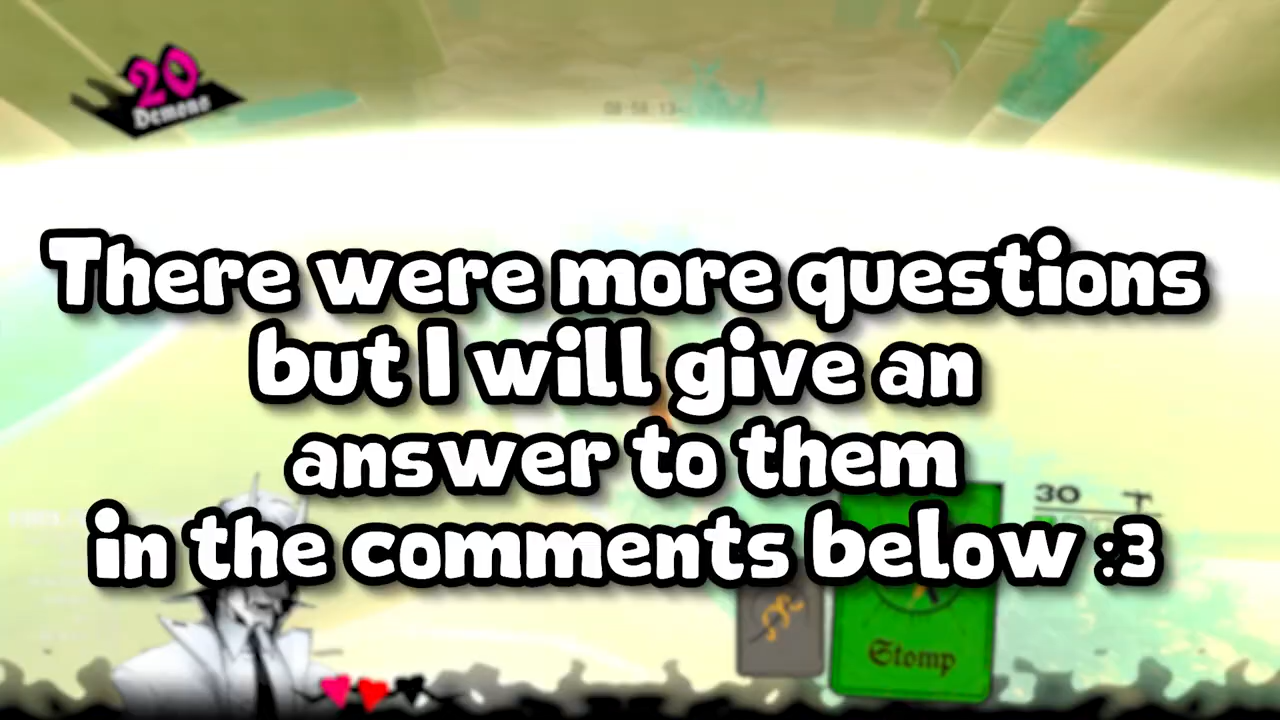 20
Demons
There were more questions
but I will give an
answer to them
in the comments below :3
30
Stomp